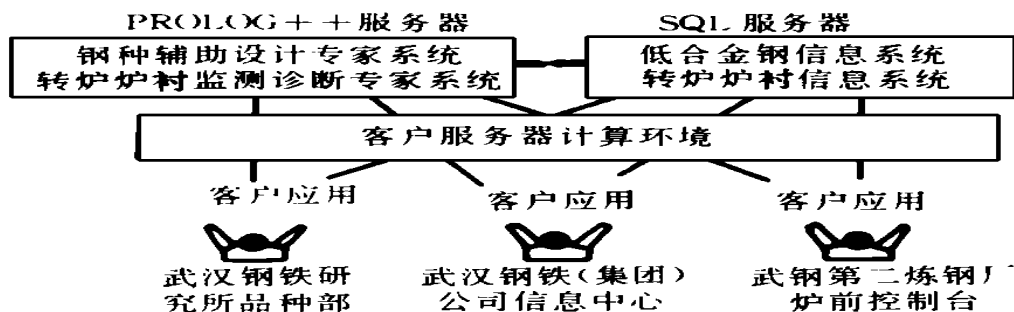 PROLOG++服务器
SQL服务器
钢种辅助设计专家系统
转炉炉衬监测诊断专家系统
低合金钢信息系统
转炉炉衬信息系统
客户服务器计算环境
客户应用
客户应用
客户应用
武汉钢铁研
究所品种部
武汉钢铁(集团)
公司信息中心
武钢第二炼钢厂
炉前控制台